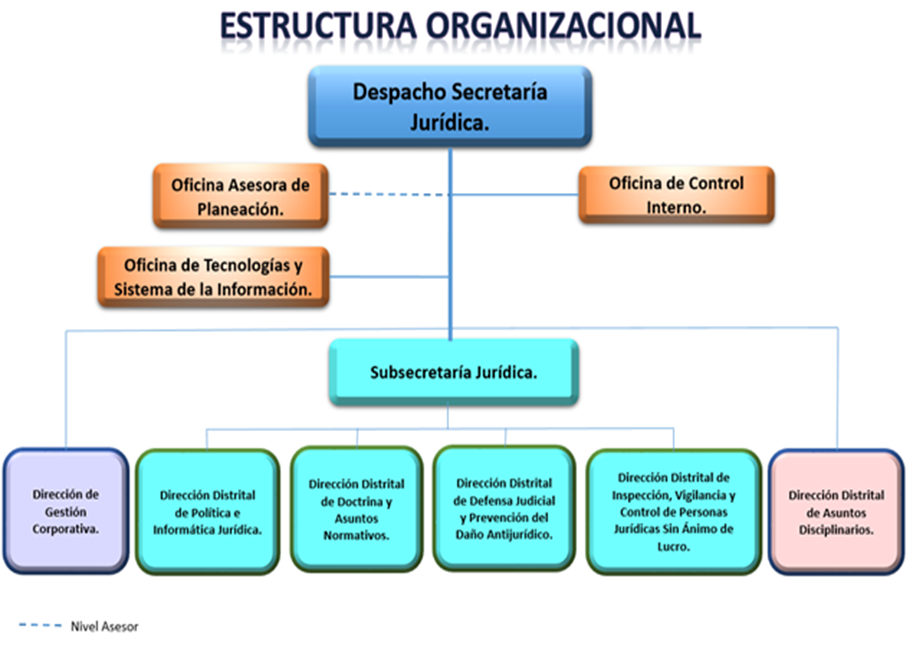 ESTRUCTURA ORGANIZACIONAL
Despacho Secretaría
Jurídica.
Oficina Asesora de
Planeación.
Oficina de Control
Interno.
Oficina de Tecnologías y
Sistema de la Información.
Subsecretaría Jurídica.
Dirección de
Gestión
Corporativa.
Dirección Distrital
de Política e
Informática Jurídica.
Dirección Distrital
de Doctrina y
Asuntos
Normativos.
Dirección Distrital
de Defensa Judicial
y Prevención del
Daño Antijurídico.
Dirección Distrital de
Inspección, Vigilancia y
Control de Personas
Jurídicas Sin Ánimo de
Lucro.
Dirección Distrital
de Asuntos
Disciplinarios.
Nivel Asesor